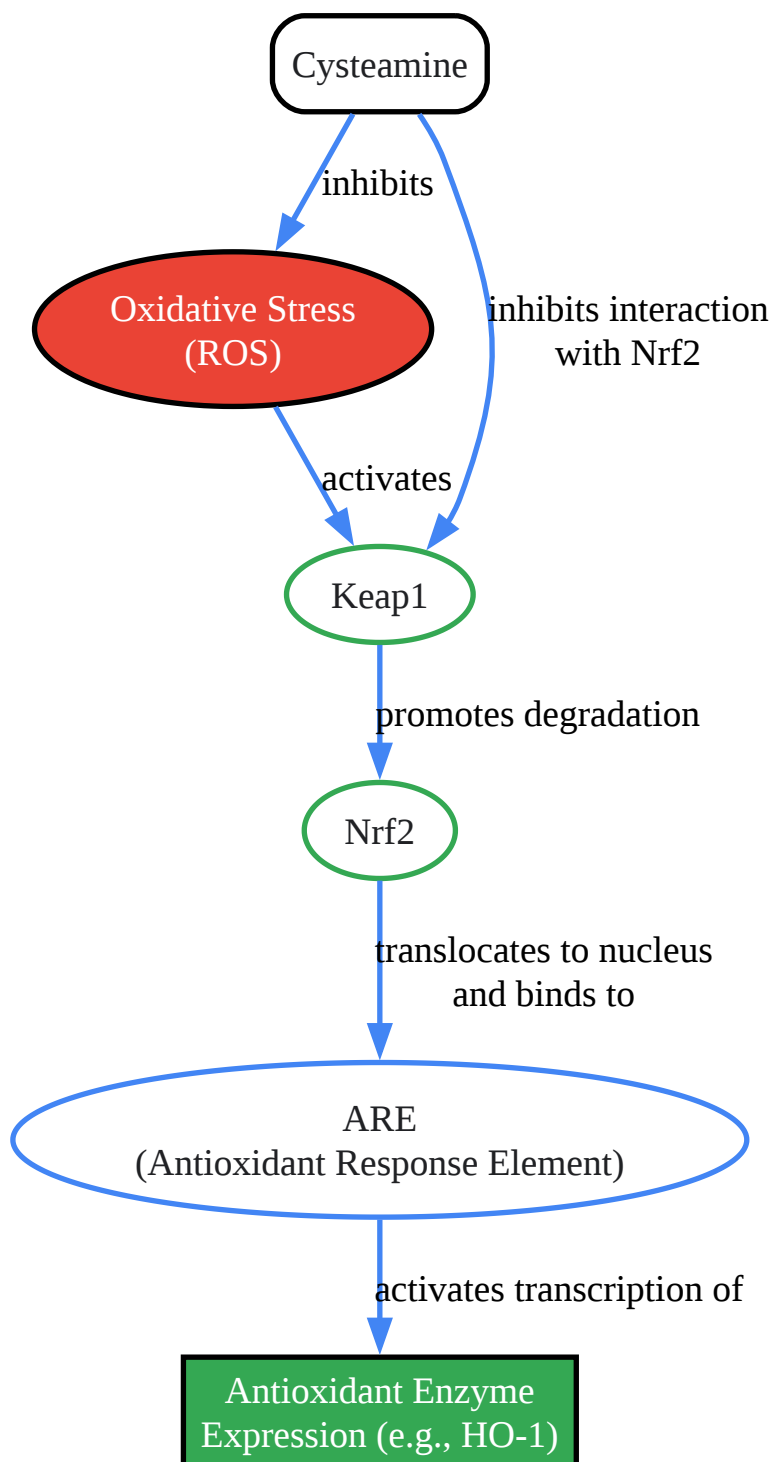 Cysteamine
inhibits
Oxidative Stress
(ROS)
inhibits interaction
with Nrf2
activates
Keap1
promotes degradation
Nrf2
translocates to nucleus
and binds to
ARE
(Antioxidant Response Element)
activates transcription of
Antioxidant Enzyme
Expression (e.g., HO-1)